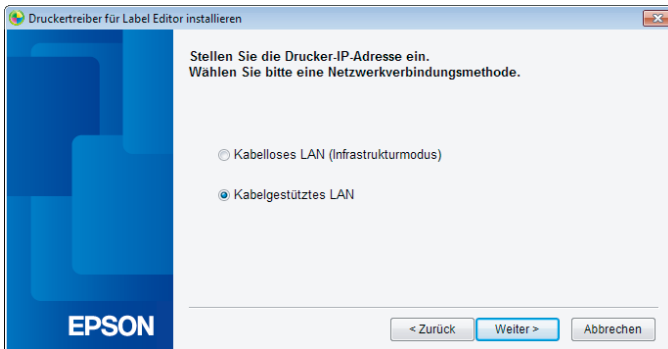 Druckertreiber für Label Editor installieren
Stellen Sie die Drucker-IP-Adresse ein.
Wählen Sie bitte eine Netzwerkverbindungsmethode.
Kabelloses LAN (Infrastrukturmodus)
Kabelgestütztes LAN
EPSON
< Zurück
Weiter >
Abbrechen